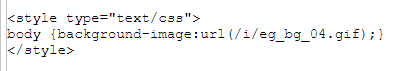 <style type="text/css">
body {background-image:url(/i/eg_bg_04.gif);}
</style>